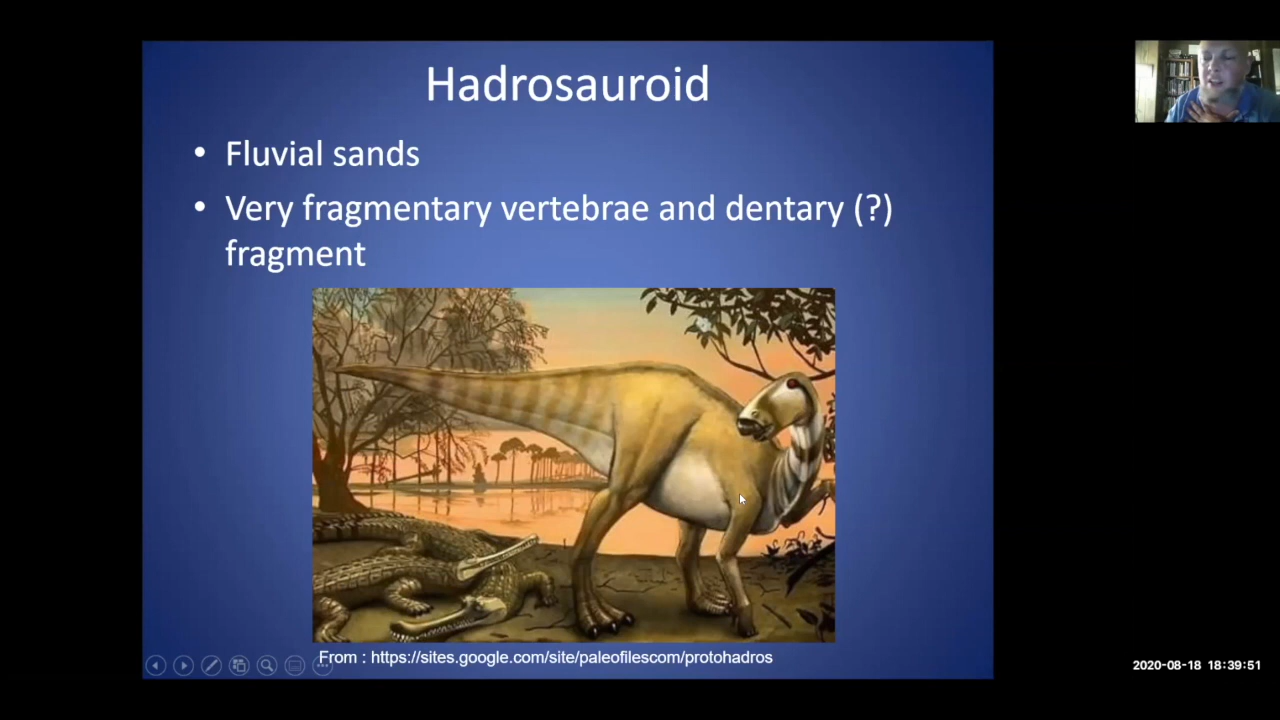 Hadrosauroid
• Fluvial sands
• Very fragmentary vertebrae and dentary (?)
fragment
From : https://sites.google.com/site/paleofilescom/protohadros
2020-08-18 18:39:51